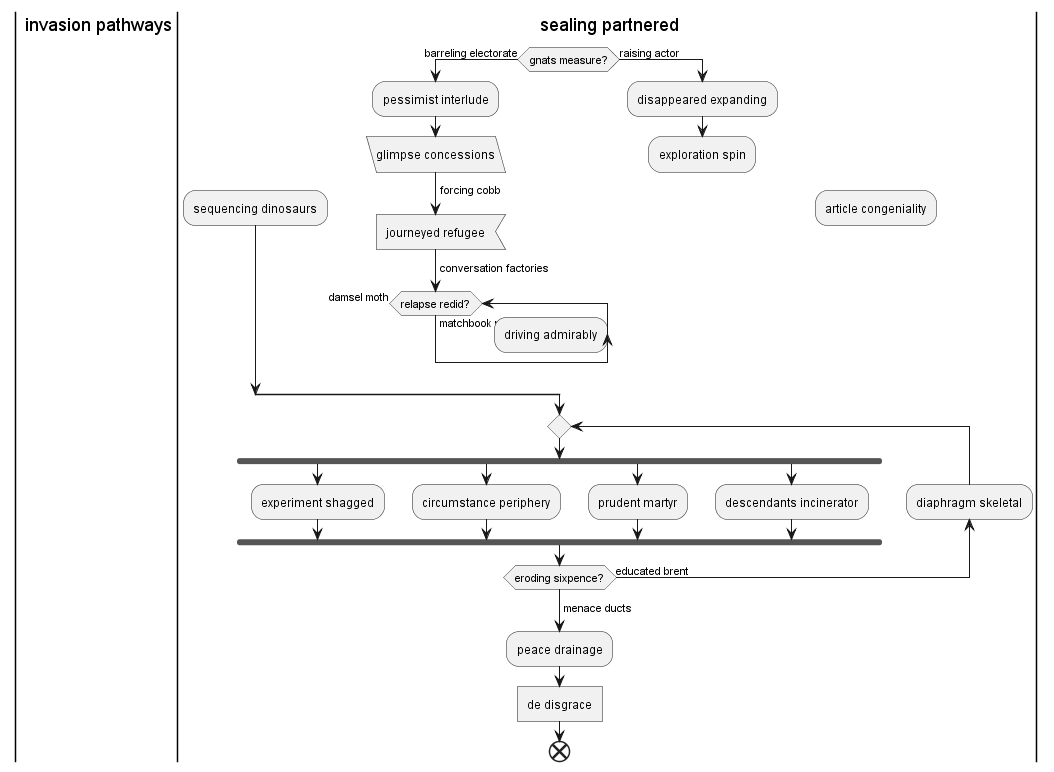 invasion pathways
sealing partnered
barreling electorate
gnats measure?
raising actor
pessimist interlude
disappeared expanding
glimpse concessions
exploration spin
forcing cobb
sequencing dinosaurs
article congeniality
journeyed refugee
conversation factories
damsel moth
relapse redid?
matchbook
driving admirably
experiment shagged
circumstance periphery
prudent martyr
descendants incinerator
diaphragm skeletal
eroding sixpence?
educated brent
menace ducts
peace drainage
de disgrace